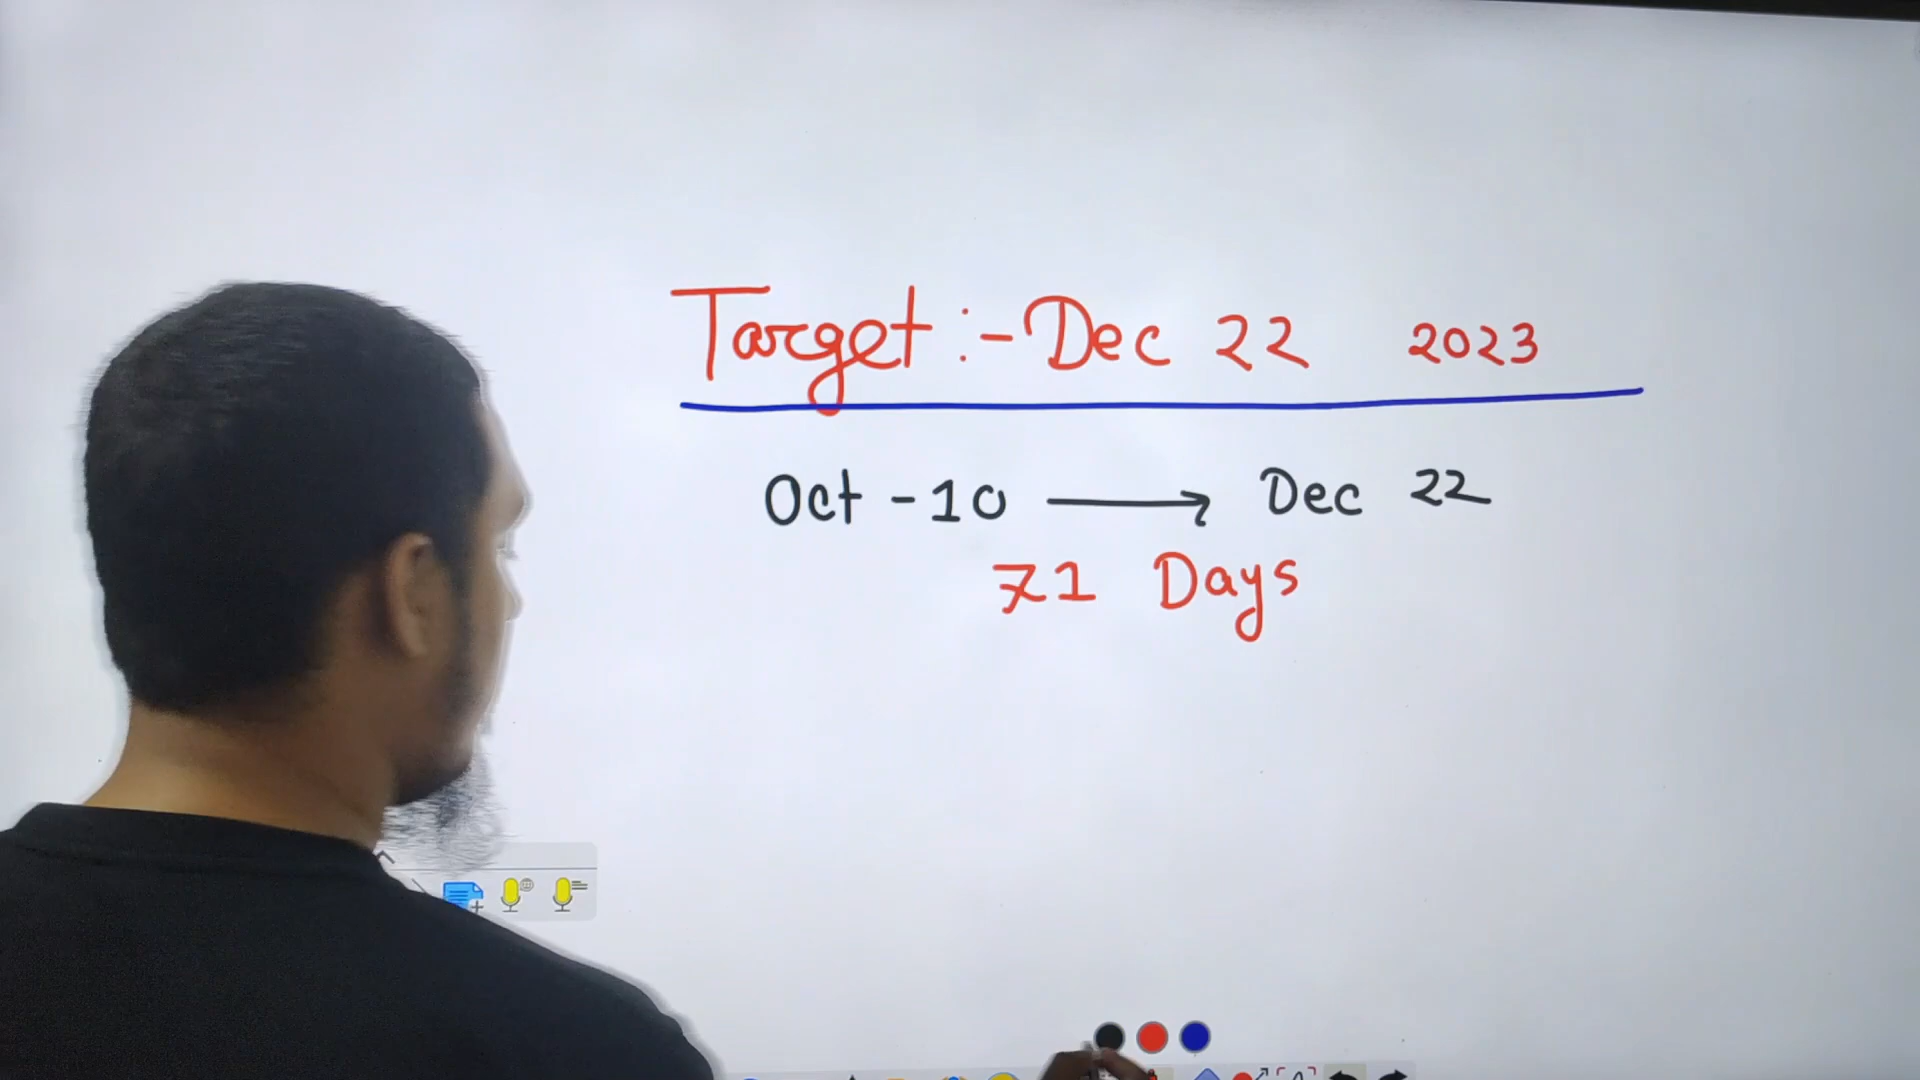 Target :- Dec 22 2023
Oct - 10 → Dec 22
71 Days